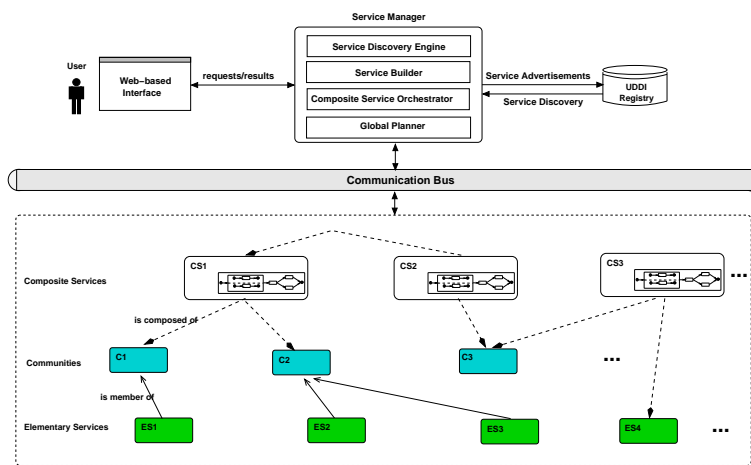 Service Manager
User
Service Discovery Engine
Web-based
Interface
requests/results
Service Builder
Service Advertisements
UDDI
Registry
Composite Service Orchestrator
Service Discovery
Global Planner
Communication Bus
CS1
CS2
CS3
Composite Services
...
is composed of
C1
C2
C3
Communities
...
is member of
ES1
ES2
ES3
ES4
Elementary Services
...